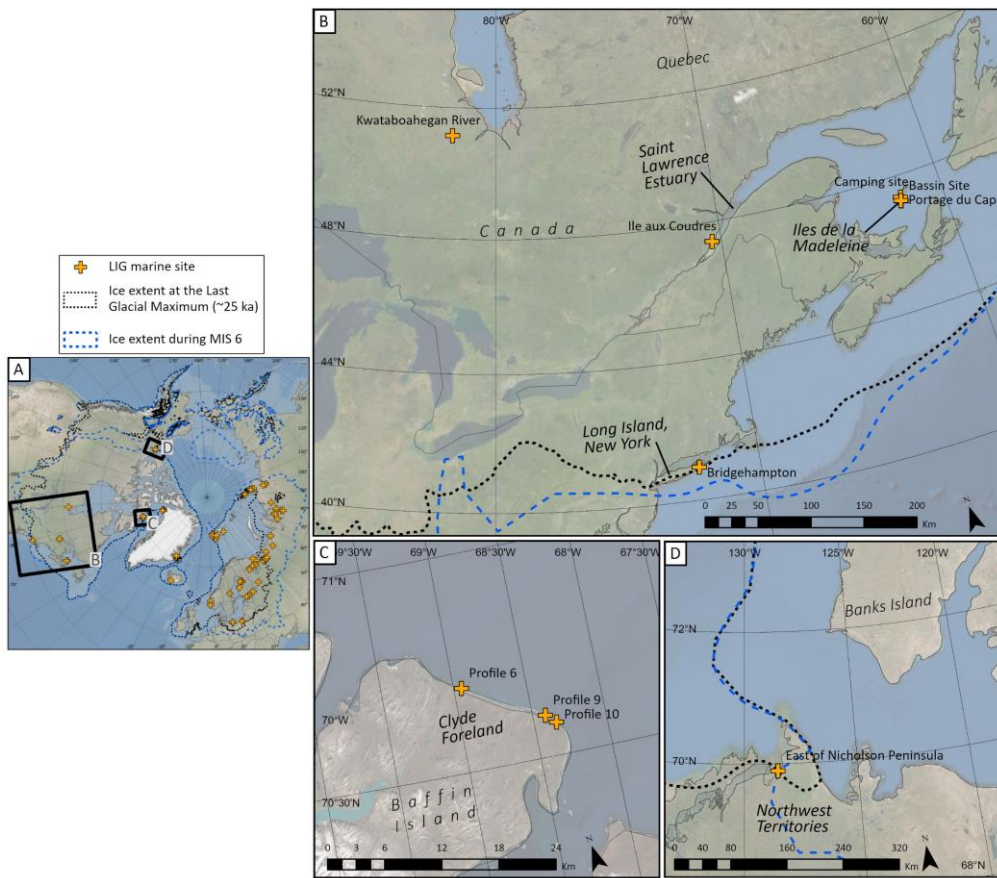 B
80°W
70°W
60°W
Quebec
52°N
Kwataboahegan River
Saint
Lawrence
Estuary
Camping site
Bassin Site
Portage du Cap
Iles de la
Madeleine
Canada
48°N
Ile aux Coudres
44°N
Long Island,
New York
Bridgehampton
40°N
0 25 50 100 150 200
Km
N
LIG marine site
Ice extent at the Last
Glacial Maximum (~25 ka)
Ice extent during MIS 6
A
D
C
B
C
69°W
68°30'W
68°W
67°30'W
71°N
Profile 6
Profile 9
Profile 10
Clyde
Foreland
70°W
70°30'N
Baffin
Island
0 3 6 12 18 24
Km
N
D
130°W
125°W
120°W
Banks Island
72°N
70°N
East of Nicholson Peninsula
Northwest
Territories
125°W
120°W
0 40 80 160 240 320
Km
N
68°N